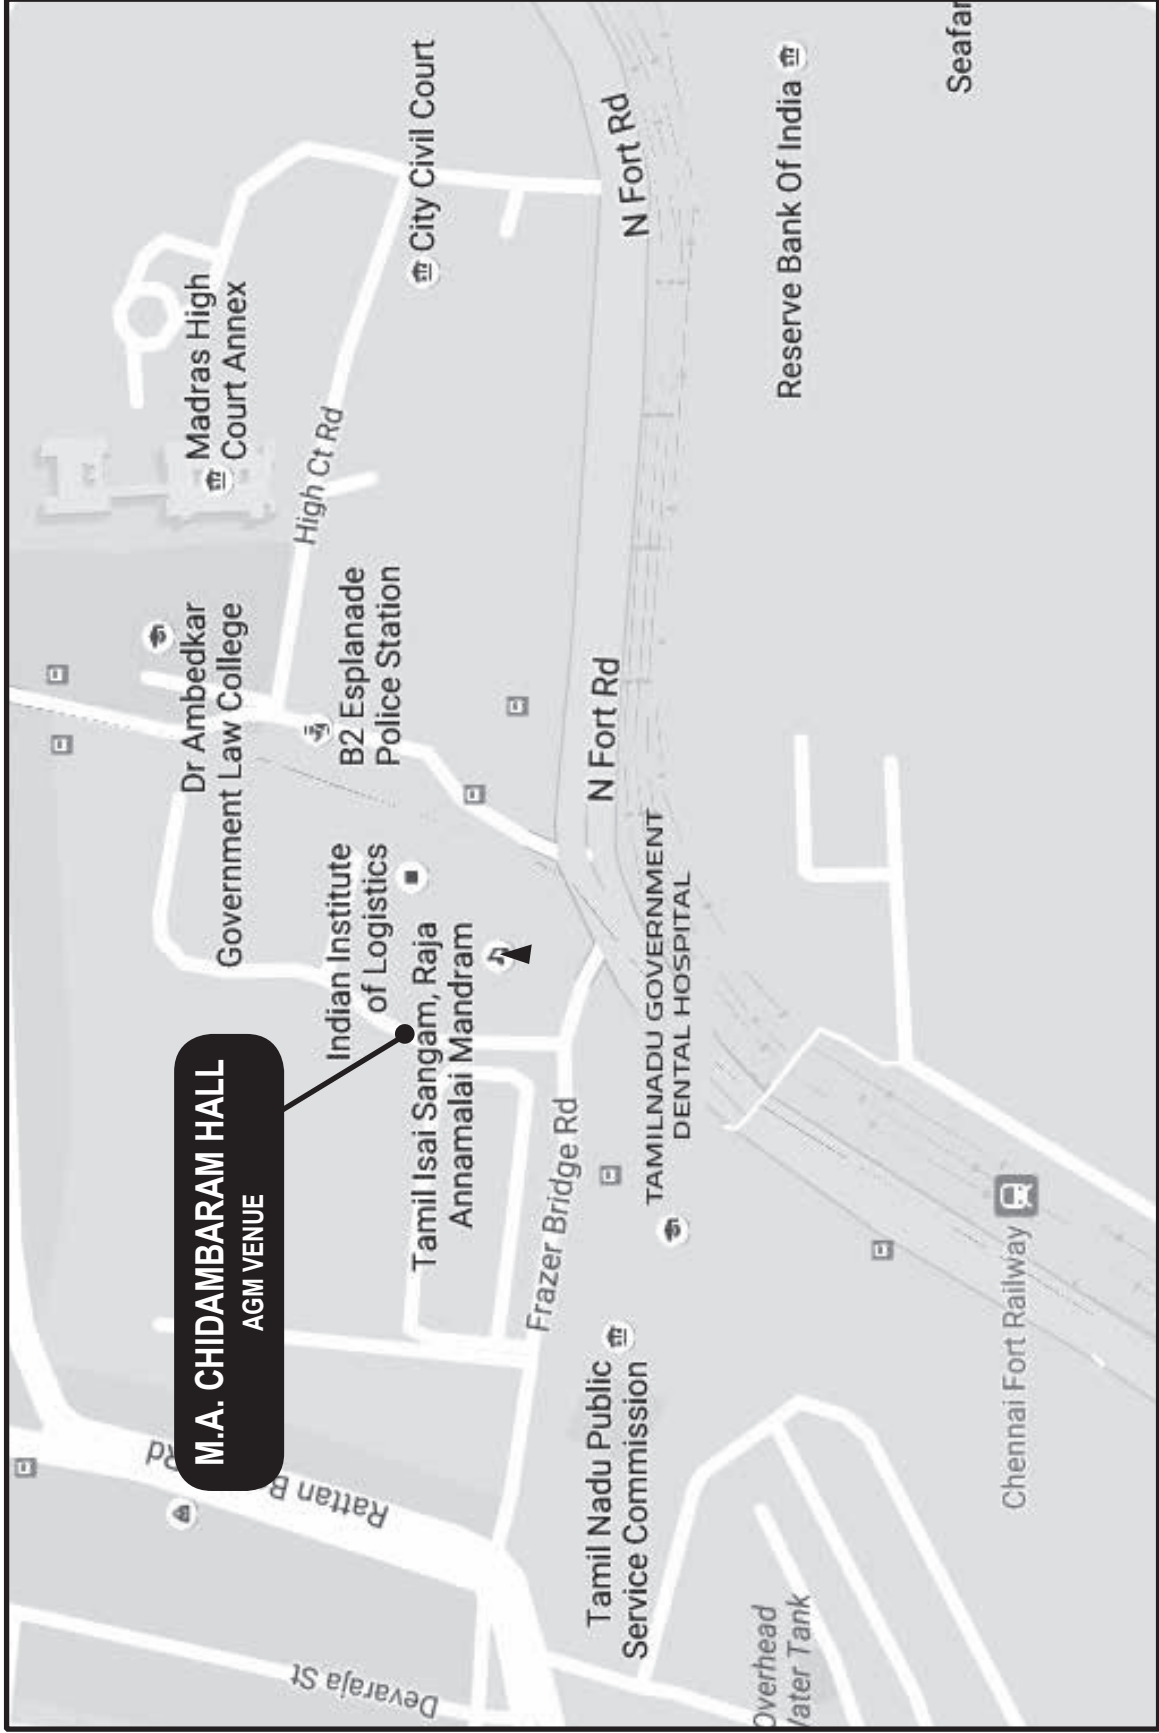 M.A. CHIDAMBARAM HALL
AGM VENUE
Rattan B
Rd
Devaraja St
Madras High
Court Annex
High Ct Rd
City Civil Court
Dr Ambedkar
Government Law College
B2 Esplanade
Police Station
Indian Institute
of Logistics
Tamil Isai Sangam, Raja
Annamalai Mandram
Frazer Bridge Rd
N Fort Rd
N Fort Rd
TAMILNADU GOVERNMENT
DENTAL HOSPITAL
Tamil Nadu Public
Service Commission
Reserve Bank Of India
Seafar
Chennai Fort Railway
Overhead
Vater Tank